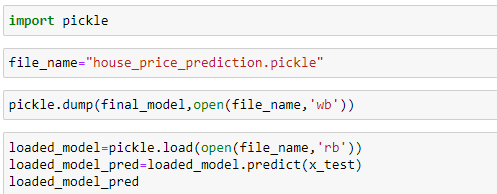 import pickle
file_name="house_price_prediction.pickle"
pickle.dump(final_model,open(file_name,'wb'))
loaded_model=pickle.load(open(file_name,'rb'))
loaded_model_pred=loaded_model.predict(x_test)
loaded_model_pred